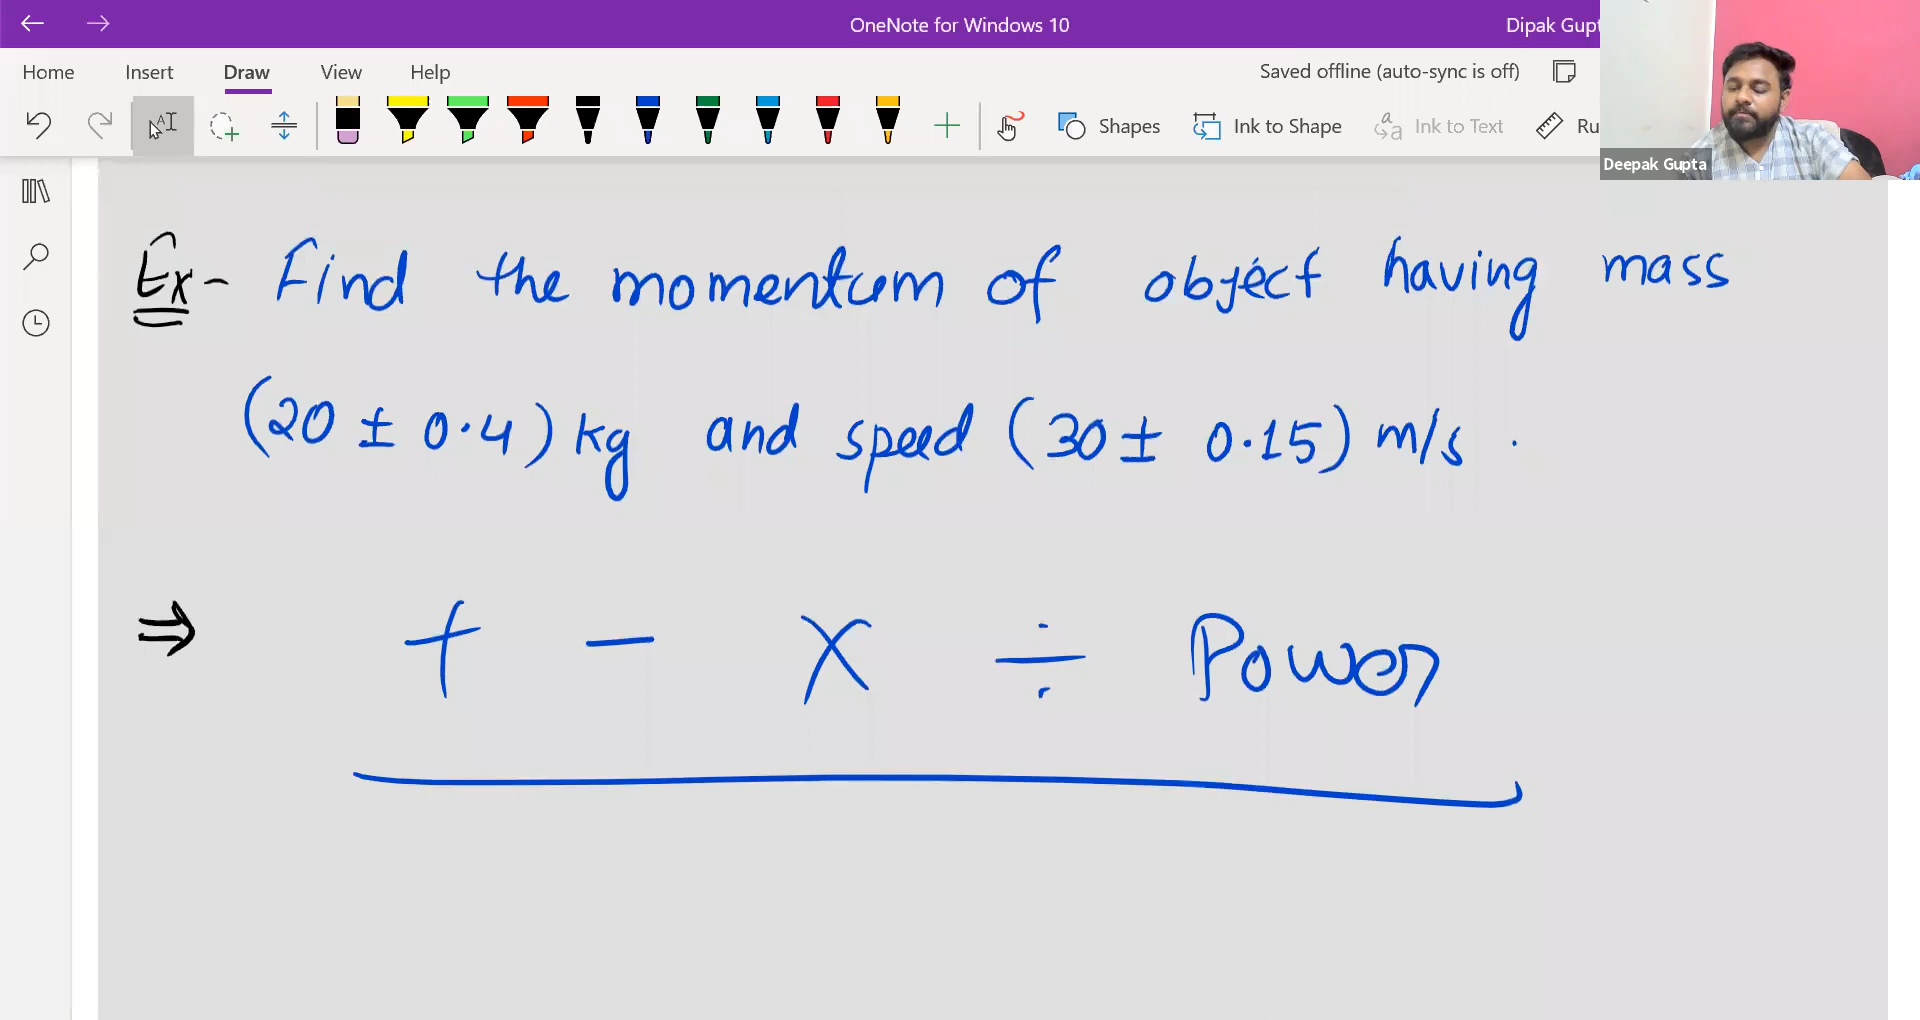 OneNote for Windows 10
Dipak Gupt
Home Insert Draw View Help
Saved offline (auto-sync is off)
Shapes Ink to Shape Ink to Text Ru
Deepak Gupta
Ex- Find the momentum of object having mass
(20 ± 0.4) kg and speed (30 ± 0.15) m/s .
⇒ + - × ÷ Power